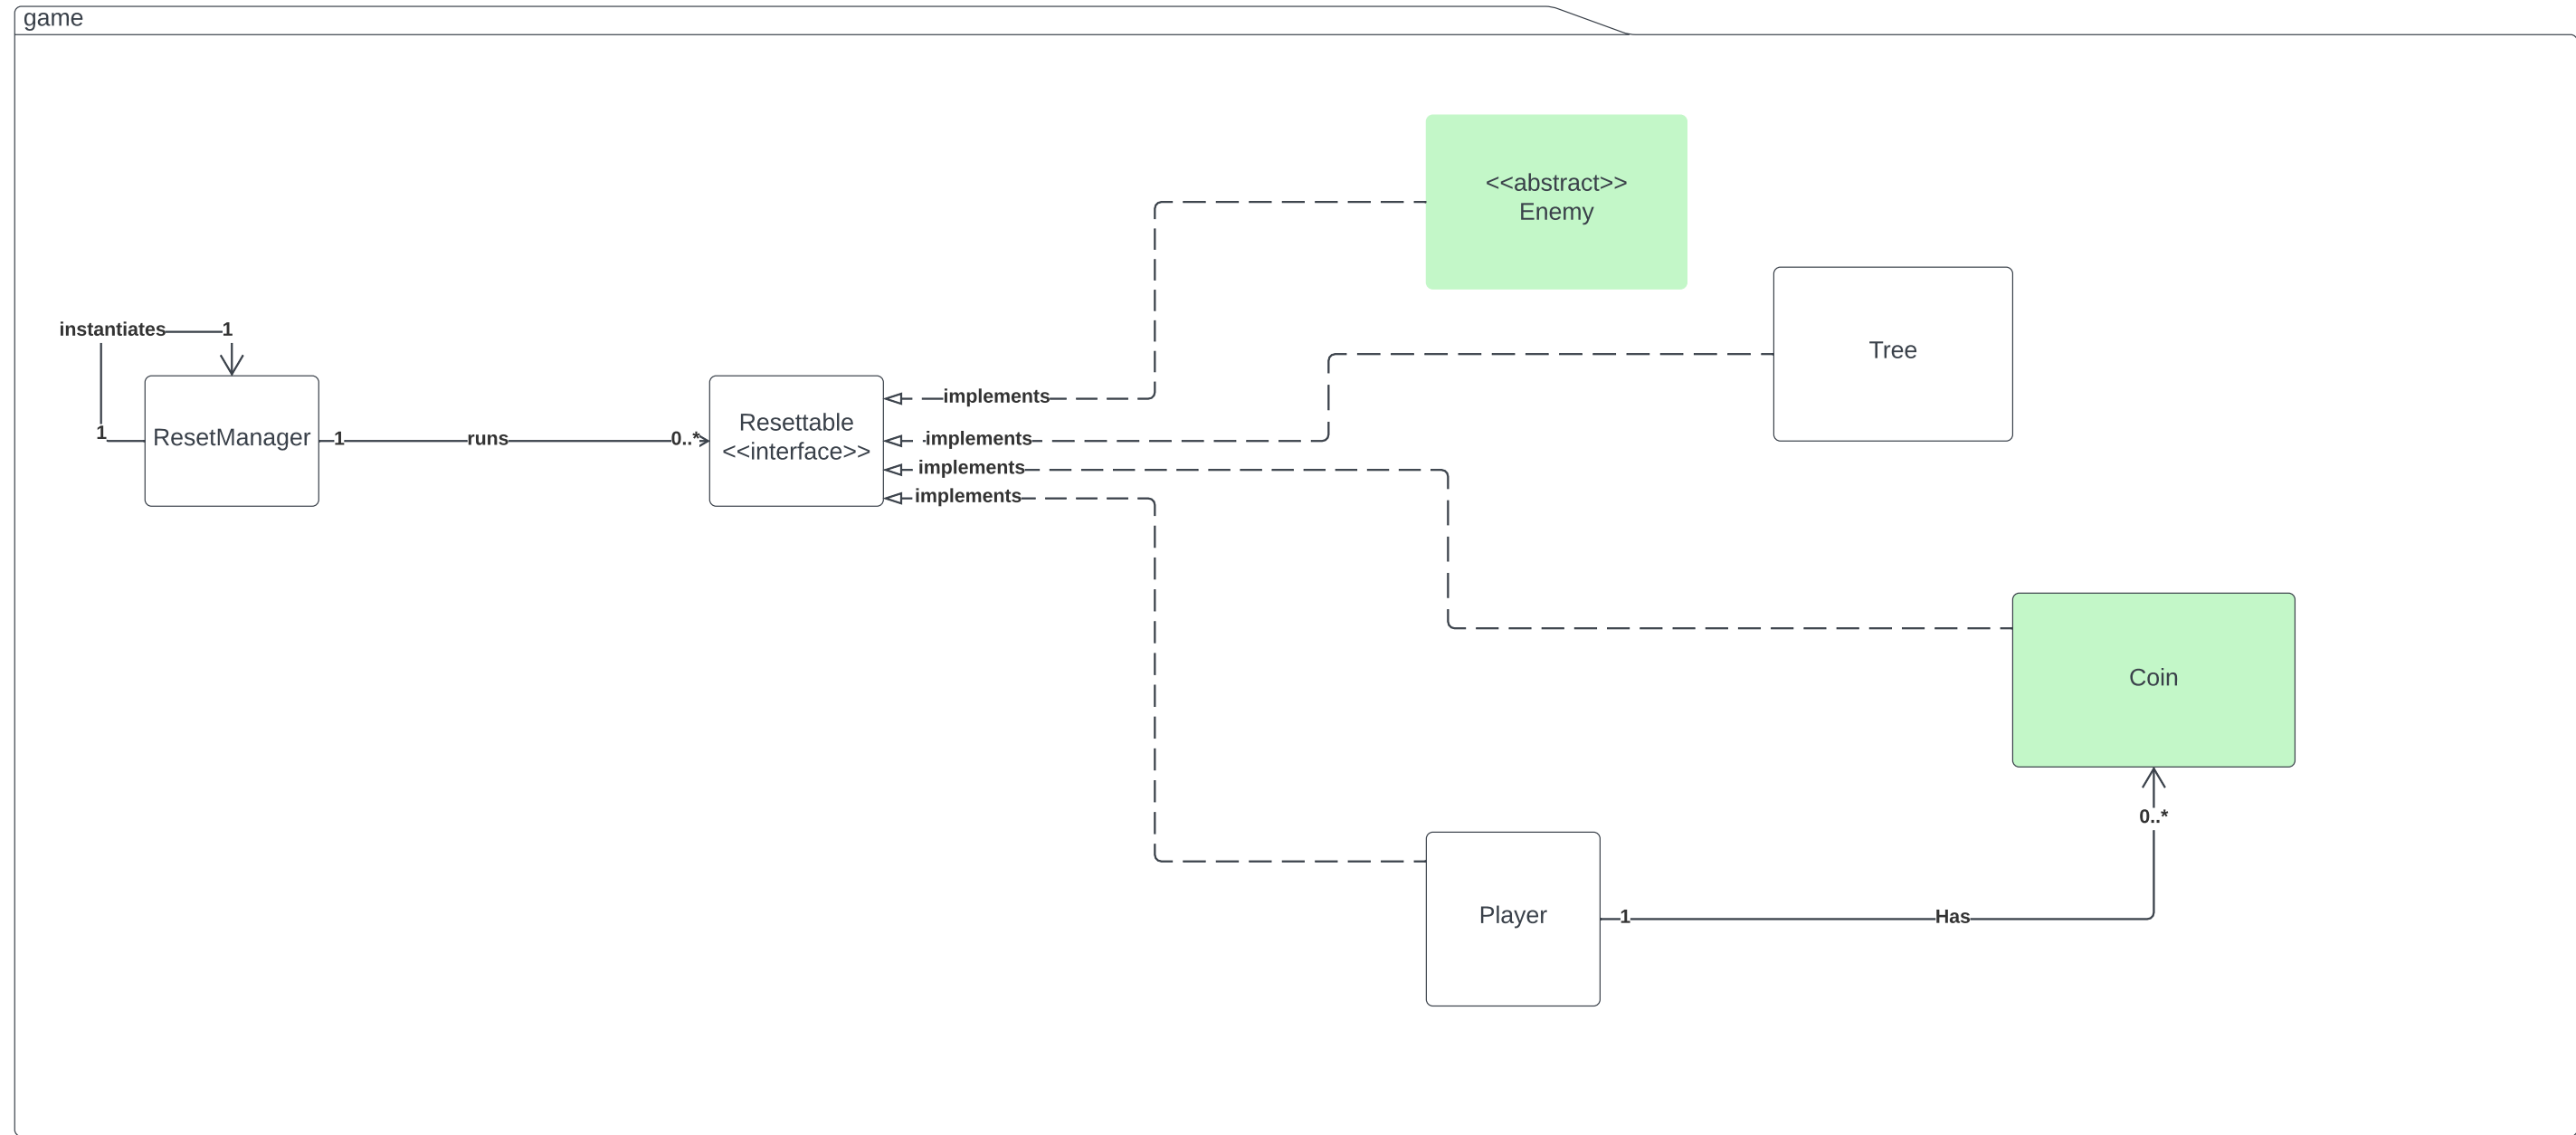 game
<<abstract>>
Enemy
Tree
instantiates
1
1
ResetManager
1
runs
0..*
Resettable
<<interface>>
implements
implements
implements
implements
Coin
0..*
Player
1
Has